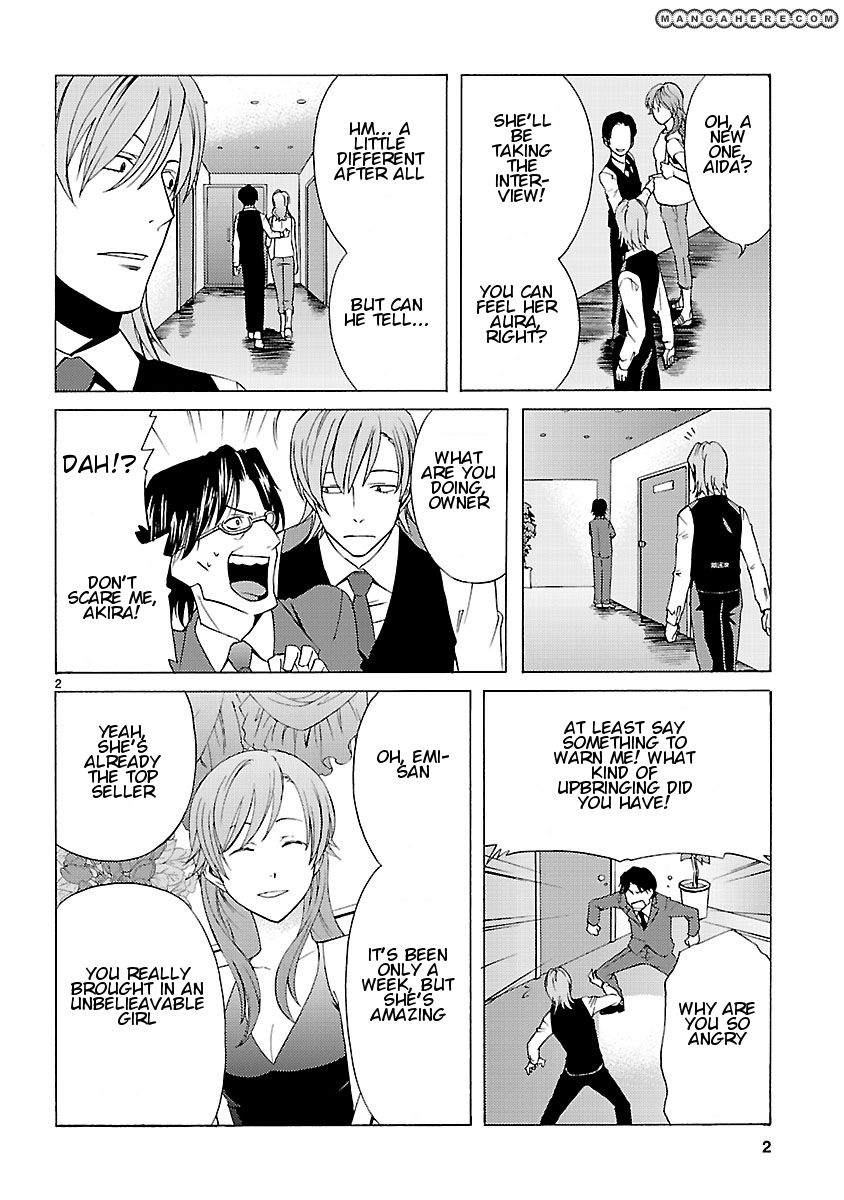 MANGAHERE.COM
OH, A
NEW
ONE,
AIDA?
SHE'LL
BE
TAKING
THE
INTER-
VIEW!
YOU CAN
FEEL HER
AURA,
RIGHT?
HM... A
LITTLE
DIFFERENT
AFTER ALL
BUT CAN
HE TELL...
WHAT
ARE YOU
DOING,
OWNER
DAH!?
DON'T
SCARE ME,
AKIRA!
2
AT LEAST SAY
SOMETHING TO
WARN ME! WHAT
KIND OF
UPBRINGING DID
YOU HAVE!
WHY ARE
YOU SO
ANGRY
OH, EMI-
SAN
IT'S BEEN
ONLY A
WEEK, BUT
SHE'S
AMAZING
YEAH,
SHE'S
ALREADY
THE TOP
SELLER
YOU REALLY
BROUGHT IN AN
UNBELIEAVABLE
GIRL
2